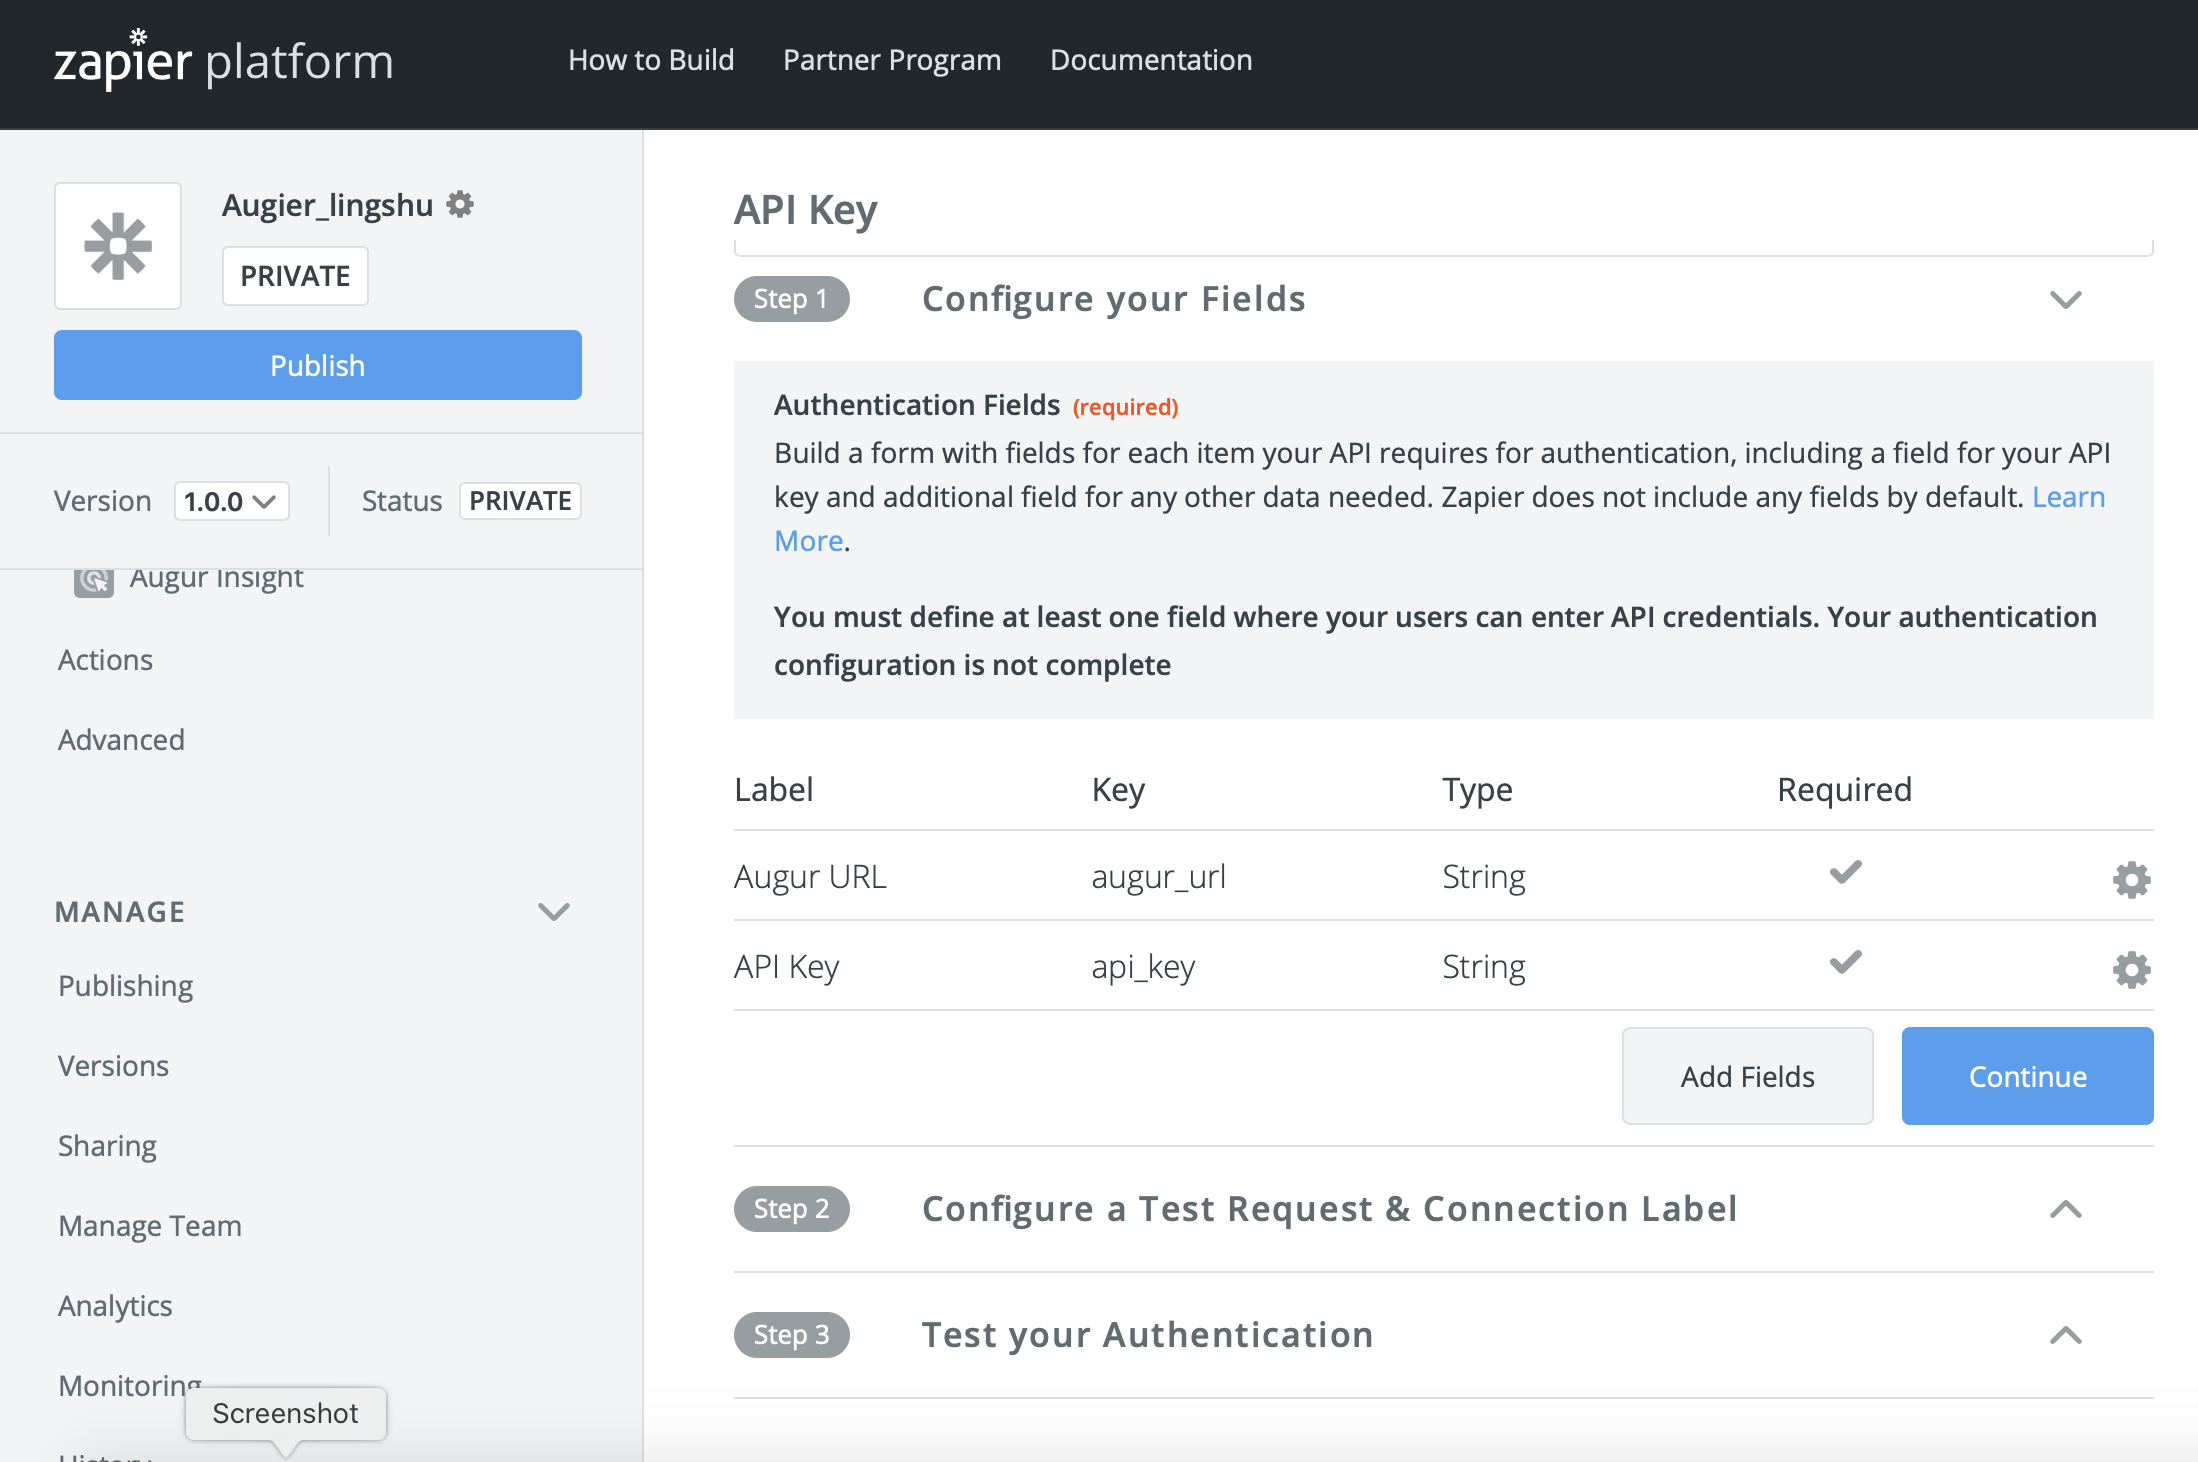 zapier platform
How to Build
Partner Program
Documentation
Augier_lingshu
PRIVATE
Publish
Version 1.0.0
Status PRIVATE
Augur Insight
Actions
Advanced
MANAGE
Publishing
Versions
Sharing
Manage Team
Analytics
Monitoring
Screenshot
History
API Key
Step 1 Configure your Fields
Authentication Fields (required)
Build a form with fields for each item your API requires for authentication, including a field for your API
key and additional field for any other data needed. Zapier does not include any fields by default. Learn
More.
You must define at least one field where your users can enter API credentials. Your authentication
configuration is not complete
Label Key Type Required
Augur URL augur_url String
API Key api_key String
Add Fields Continue
Step 2 Configure a Test Request & Connection Label
Step 3 Test your Authentication